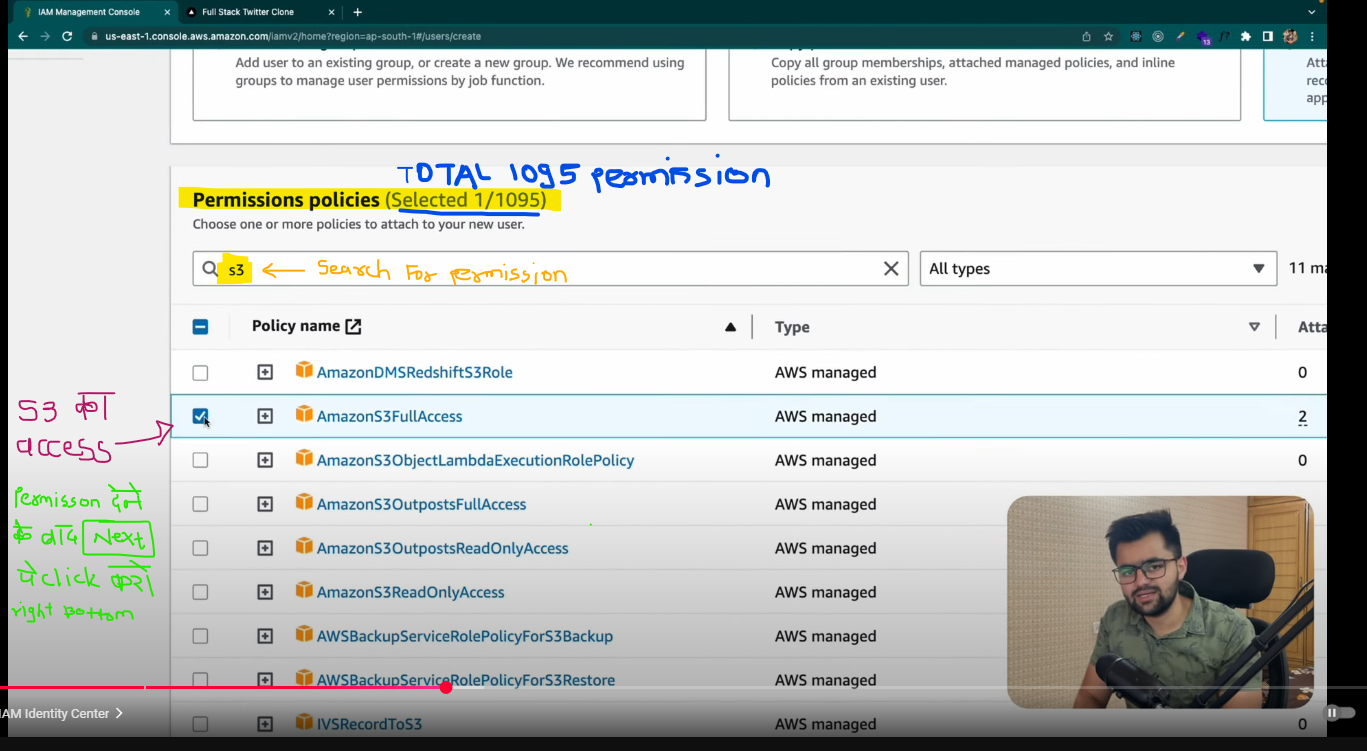 IAM Management Console
Full Stack Twitter Clone
us-east-1.console.aws.amazon.com/iamv2/home?region=ap-south-1#/users/create
Add user to an existing group, or create a new group. We recommend using
groups to manage user permissions by job function.
Copy all group memberships, attached managed policies, and inline
policies from an existing user.
TOTAL 1095 permission
Permissions policies (Selected 1/1095)
Choose one or more policies to attach to your new user.
s3 ← Search For permission
All types
11
Policy name
Type
AmazonDMSRedshiftS3Role AWS managed 0
S3 का
access
AmazonS3FullAccess AWS managed 2
AmazonS3ObjectLambdaExecutionRolePolicy AWS managed 0
Permisson देने
के बाद Next
पे click करो
right Bottom
AmazonS3OutpostsFullAccess AWS managed
AmazonS3OutpostsReadOnlyAccess AWS managed
AmazonS3ReadOnlyAccess AWS managed
AWSBackupServiceRolePolicyForS3Backup AWS managed
AWSBackupServiceRolePolicyForS3Restore AWS managed
IAM Identity Center
IVSRecordToS3 AWS managed 0